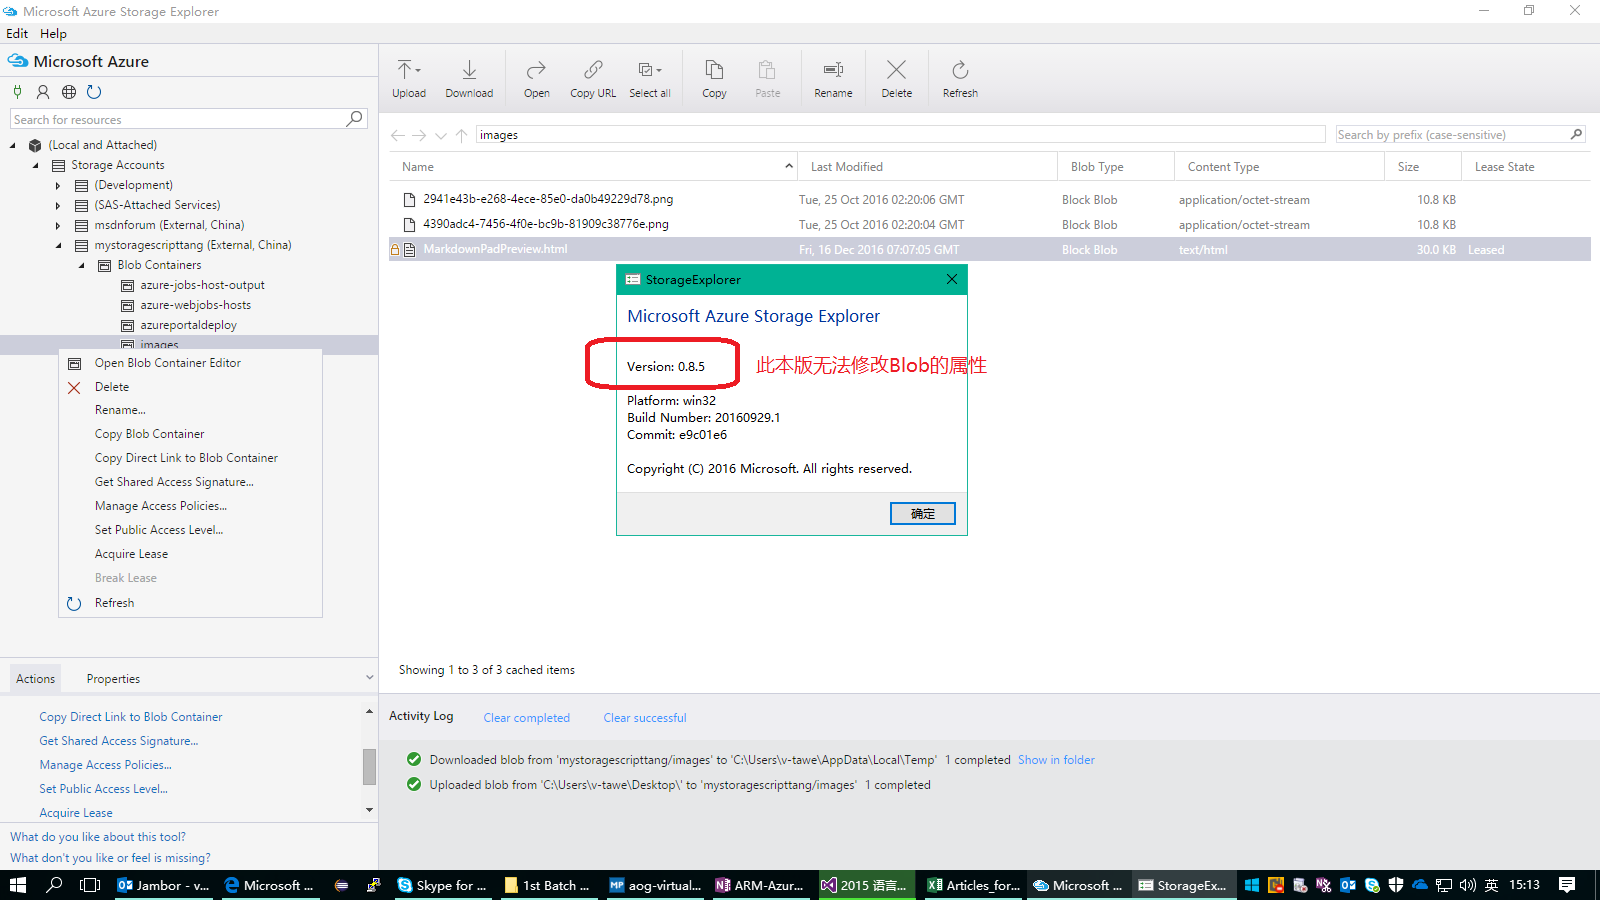 Microsoft Azure Storage Explorer
Edit Help
Microsoft Azure
Search for resources
(Local and Attached)
Storage Accounts
(Development)
(SAS-Attached Services)
msdnforum (External, China)
mystoragescripttang (External, China)
Blob Containers
azure-jobs-host-output
azure-webjobs-hosts
azureportaldeploy
images
Open Blob Container Editor
Delete
Rename...
Copy Blob Container
Copy Direct Link to Blob Container
Get Shared Access Signature...
Manage Access Policies...
Set Public Access Level...
Acquire Lease
Break Lease
Refresh
Actions Properties
Copy Direct Link to Blob Container
Get Shared Access Signature...
Manage Access Policies...
Set Public Access Level...
Acquire Lease
What do you like about this tool?
What don't you like or feel is missing?
Upload Download Open Copy URL Select all Copy Paste Rename Delete Refresh
images Search by prefix (case-sensitive)
Name Last Modified Blob Type Content Type Size Lease State
2941e43b-e268-4ece-85e0-da0b49229d78.png Tue, 25 Oct 2016 02:20:06 GMT Block Blob application/octet-stream 10.8 KB
4390adc4-7456-4f0e-bc9b-81909c38776e.png Tue, 25 Oct 2016 02:20:04 GMT Block Blob application/octet-stream 10.8 KB
MarkdownPadPreview.html Fri, 16 Dec 2016 07:07:05 GMT Block Blob text/html 30.0 KB Leased
StorageExplorer
Microsoft Azure Storage Explorer
Version: 0.8.5 此本版无法修改Blob的属性
Platform: win32
Build Number: 20160929.1
Commit: e9c01e6
Copyright (C) 2016 Microsoft. All rights reserved.
确定
Showing 1 to 3 of 3 cached items
Activity Log Clear completed Clear successful
Downloaded blob from 'mystoragescripttang/images' to 'C:\Users\v-tawe\AppData\Local\Temp' 1 completed Show in folder
Uploaded blob from 'C:\Users\v-tawe\Desktop\' to 'mystoragescripttang/images' 1 completed
Jambor - v... Microsoft ... Skype for ... 1st Batch ... MP aog-virtual... ARM-Azur... 2015 语言... Articles_for... Microsoft ... StorageEx... 英 15:13